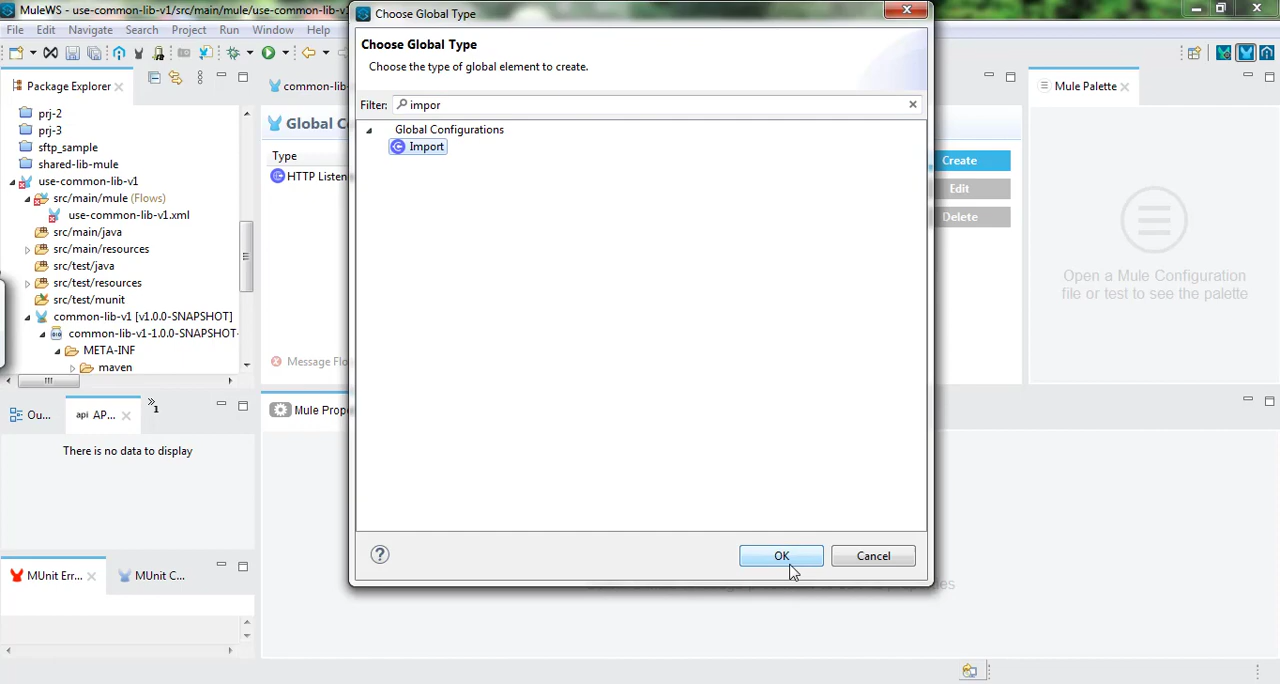 MuleWS - use-common-lib-v1/src/main/mule/use-common-lib-v1
Choose Global Type
File Edit Navigate Search Project Run Window Help
Choose Global Type
Choose the type of global element to create.
Filter: impor
Global Configurations
Import
OK
Cancel
Package Explorer
prj-2
prj-3
sftp_sample
shared-lib-mule
use-common-lib-v1
src/main/mule (Flows)
use-common-lib-v1.xml
src/main/java
src/main/resources
src/test/java
src/test/resources
src/test/munit
common-lib-v1 [v1.0.0-SNAPSHOT]
common-lib-v1-1.0.0-SNAPSHOT-
META-INF
maven
common-lib-
Global C
Type
HTTP Listen
Message Flo
Create
Edit
Delete
Mule Palette
Open a Mule Configuration
file or test to see the palette
Ou...
api AP...
1
There is no data to display
Mule Prop
MUnit Err...
MUnit C...